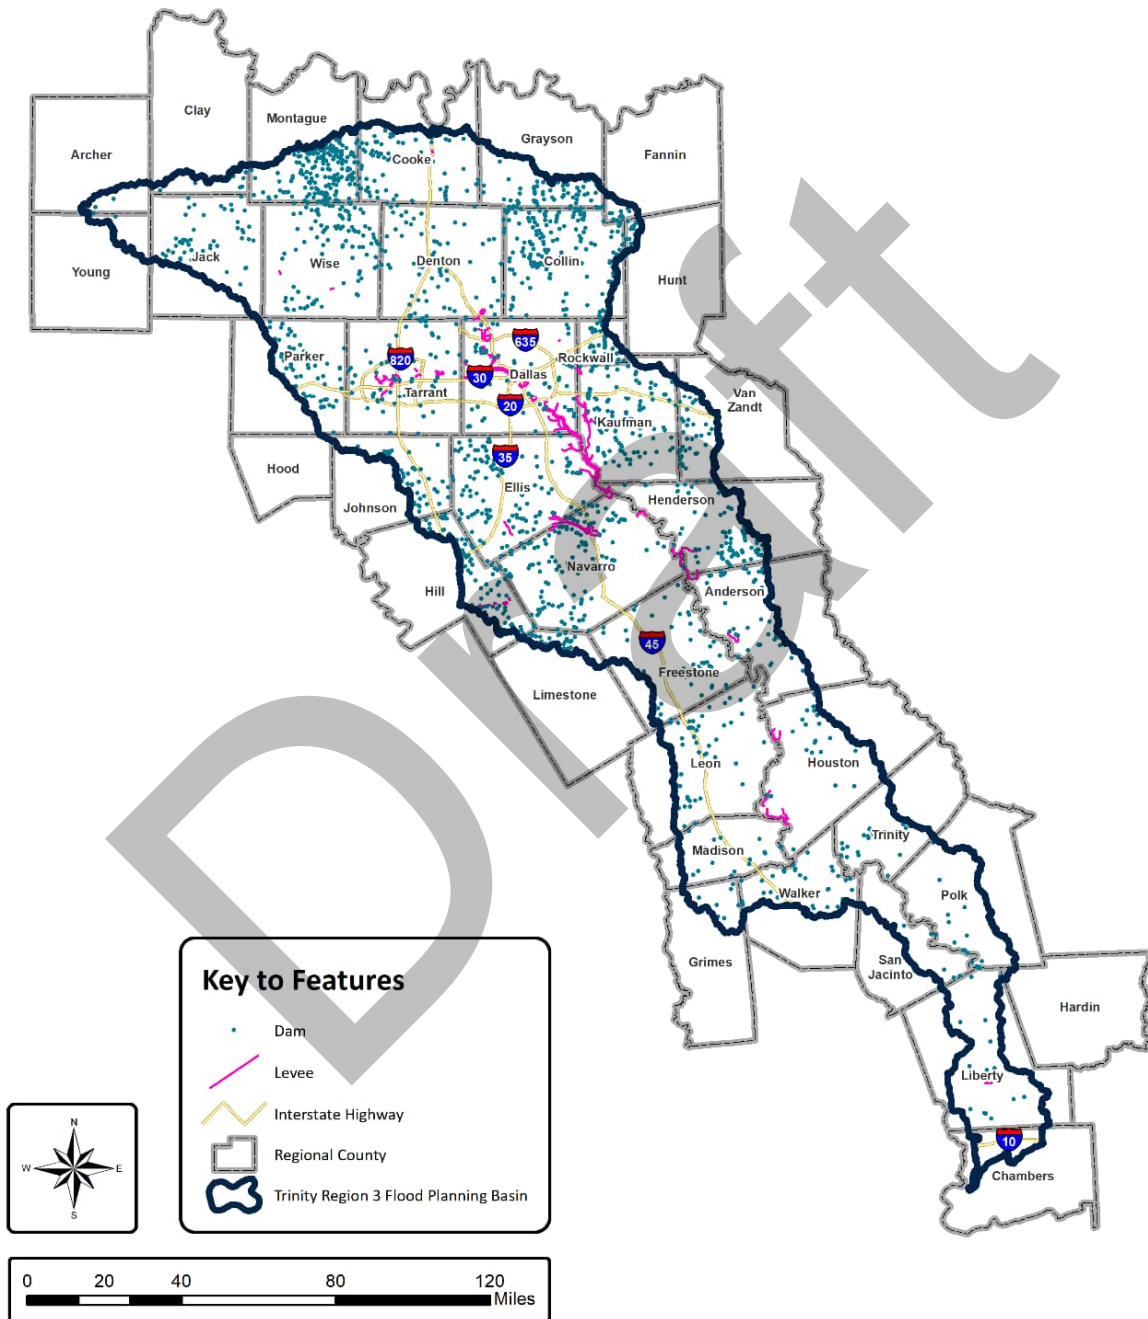 Clay
Montague
Grayson
Archer
Cooke
Fannin
Young
Jack
Wise
Denton
Collin
Hunt
635
Parker
820
Rockwall
30
Dallas
Tarrant
20
Van
Zandt
Kaufman
35
Hood
Ellis
Henderson
Johnson
Navarro
Hill
Anderson
45
Freestone
Limestone
Leon
Houston
Trinity
Madison
Walker
Polk
Grimes
San
Jacinto
Hardin
Liberty
10
Chambers
Draft
Key to Features
Dam
Levee
Interstate Highway
Regional County
Trinity Region 3 Flood Planning Basin
N
W E
S
0 20 40 80 120
Miles